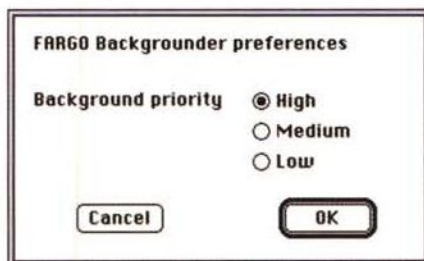 FARGO Backgrounder preferences
Background priority High
Medium
Low
Cancel OK